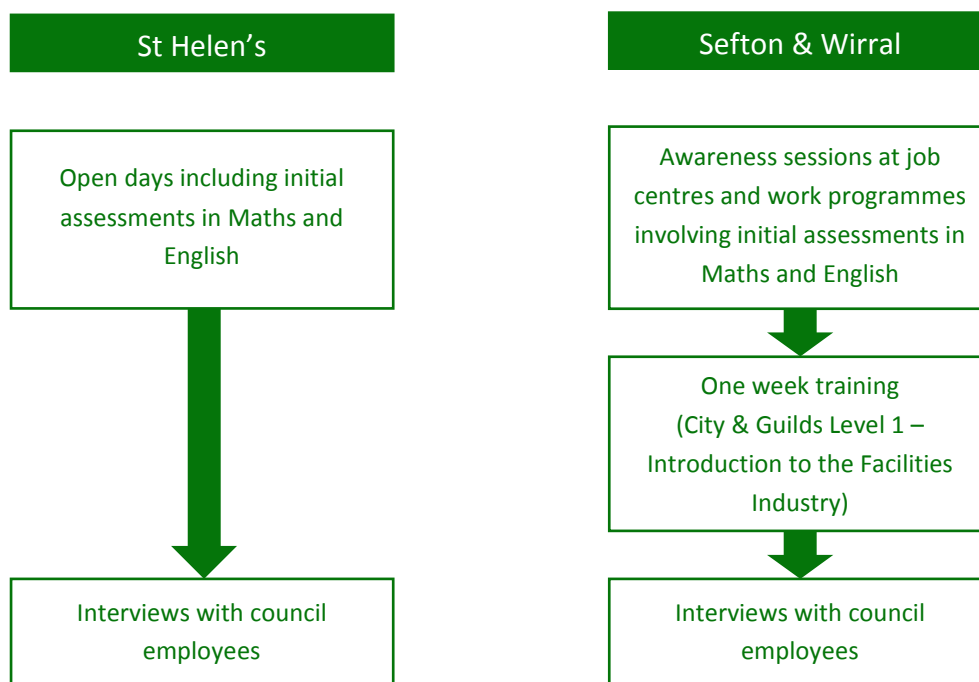 St Helen’s
Open days including initial
assessments in Maths and
English
Interviews with council
employees
Sefton & Wirral
Awareness sessions at job
centres and work programmes
involving initial assessments in
Maths and English
One week training
(City & Guilds Level 1 –
Introduction to the Facilities
Industry)
Interviews with council
employees